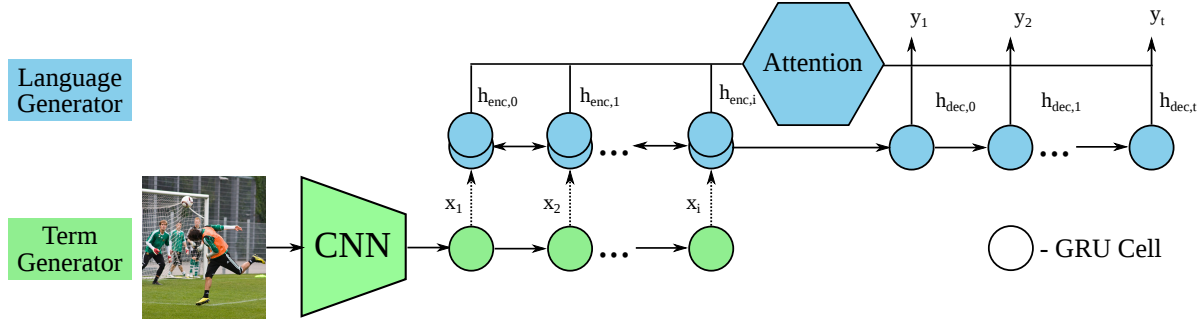 y1 y2 yt
Attention
Language
Generator
henc,0 henc,1 henc,i hdec,0 hdec,1 hdec,t
... ...
x1 x2 xi
Term
Generator
CNN
...
- GRU Cell